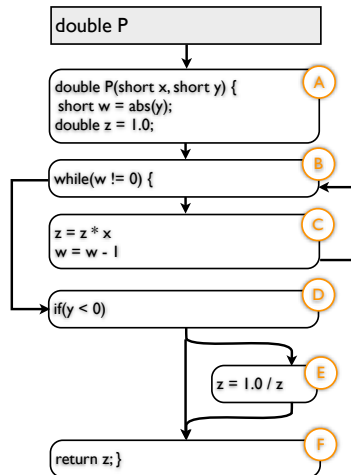 double P
A
double P(short x, short y) {
short w = abs(y);
double z = 1.0;
B
while(w != 0) {
C
z = z * x
w = w - 1
D
if(y < 0)
E
z = 1.0 / z
F
return z; }